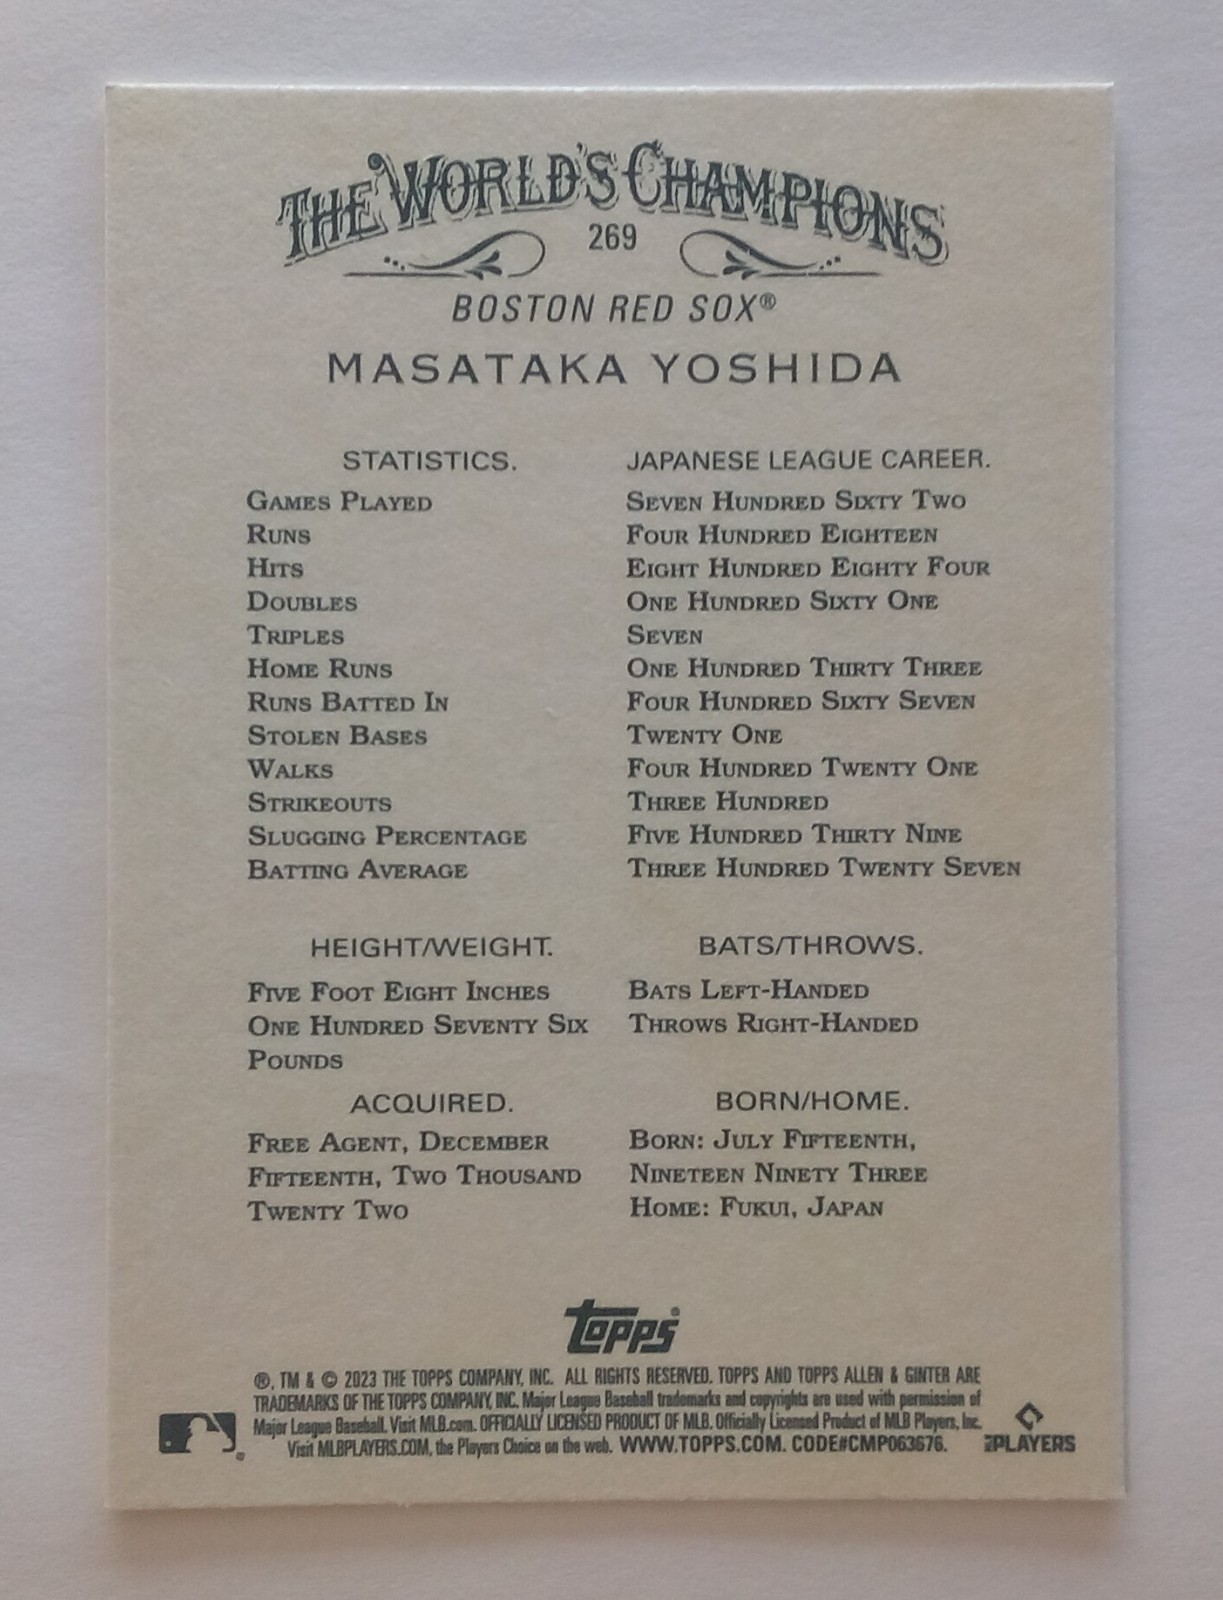 THE WORLD'S CHAMPIONS
269
BOSTON RED SOX®
MASATAKA YOSHIDA
STATISTICS. JAPANESE LEAGUE CAREER.
GAMES PLAYED SEVEN HUNDRED SIXTY TWO
RUNS FOUR HUNDRED EIGHTEEN
HITS EIGHT HUNDRED EIGHTY FOUR
DOUBLES ONE HUNDRED SIXTY ONE
TRIPLES SEVEN
HOME RUNS ONE HUNDRED THIRTY THREE
RUNS BATTED IN FOUR HUNDRED SIXTY SEVEN
STOLEN BASES TWENTY ONE
WALKS FOUR HUNDRED TWENTY ONE
STRIKEOUTS THREE HUNDRED
SLUGGING PERCENTAGE FIVE HUNDRED THIRTY NINE
BATTING AVERAGE THREE HUNDRED TWENTY SEVEN
HEIGHT/WEIGHT.
FIVE FOOT EIGHT INCHES
ONE HUNDRED SEVENTY SIX
POUNDS
BATS/THROWS.
BATS LEFT-HANDED
THROWS RIGHT-HANDED
ACQUIRED.
FREE AGENT, DECEMBER
FIFTEENTH, TWO THOUSAND
TWENTY TWO
BORN/HOME.
BORN: JULY FIFTEENTH,
NINETEEN NINETY THREE
HOME: FUKUI, JAPAN
topps®
®, TM & © 2023 THE TOPPS COMPANY, INC. ALL RIGHTS RESERVED. TOPPS AND TOPPS ALLEN & GINTER ARE
TRADEMARKS OF THE TOPPS COMPANY, INC. Major League Baseball trademarks and copyrights are used with permission of
Major League Baseball. Visit MLB.com. OFFICIALLY LICENSED PRODUCT OF MLB. Officially Licensed Product of MLB Players, Inc.
Visit MLBPLAYERS.COM, the Players Choice on the web. WWW.TOPPS.COM. CODE#CMP063676.
PLAYERS